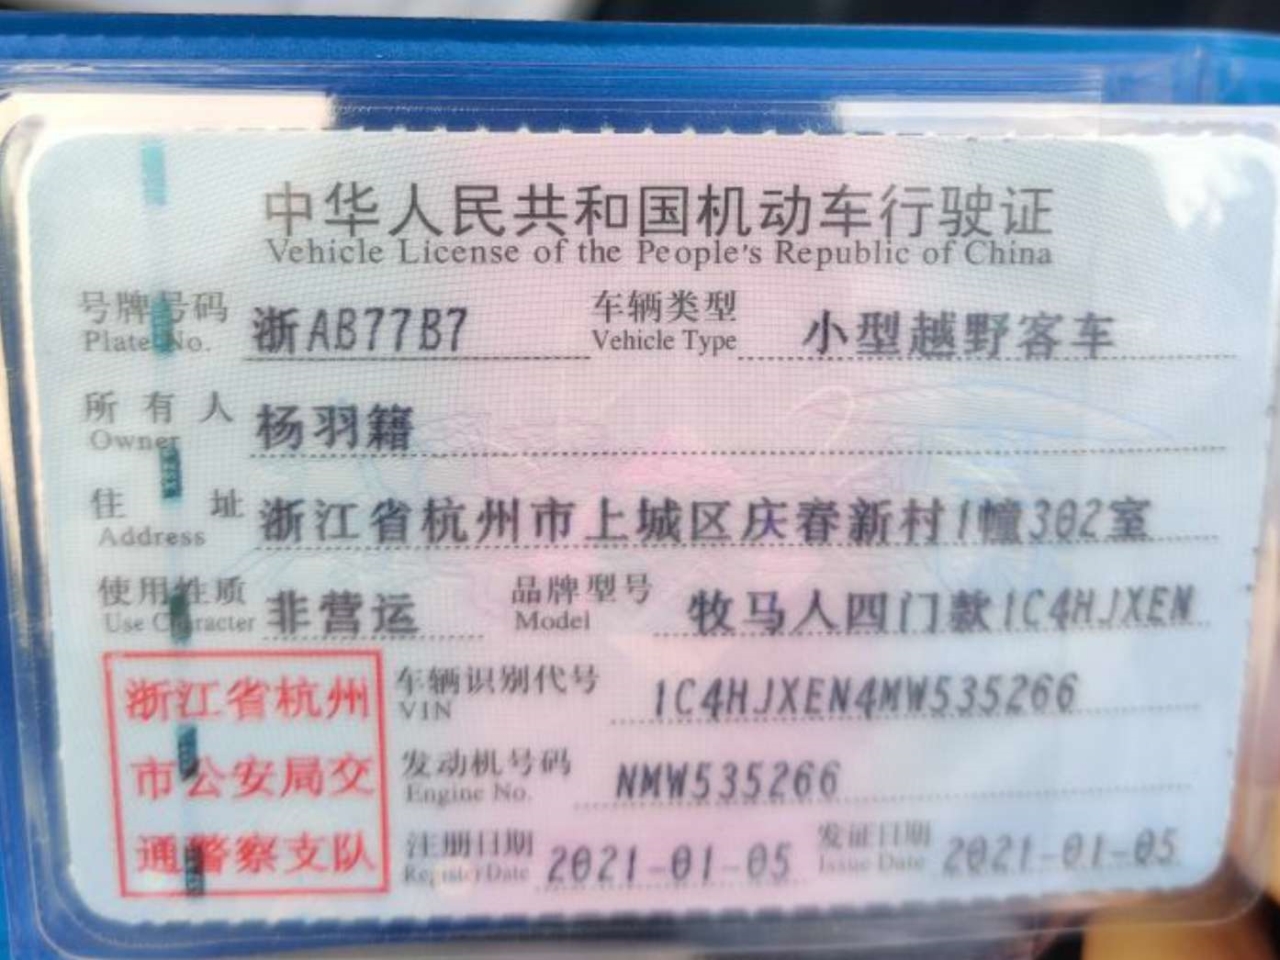 中华人民共和国机动车行驶证
Vehicle License of the People's Republic of China
号牌号码 浙AB77B7 车辆类型 小型越野客车
Plate No. Vehicle Type
所有人 杨羽籍
Owner
住址 浙江省杭州市上城区庆春新村1幢302室
Address
使用性质 非营运 品牌型号 牧马人四门款1C4HJXEN
Use Character Model
浙江省杭州
市公安局交
通警察支队
车辆识别代号 1C4HJXEN4MW535266
VIN
发动机号码 NMW535266
Engine No.
注册日期 2021-01-05 发证日期 2021-01-05
Register Date Issue Date